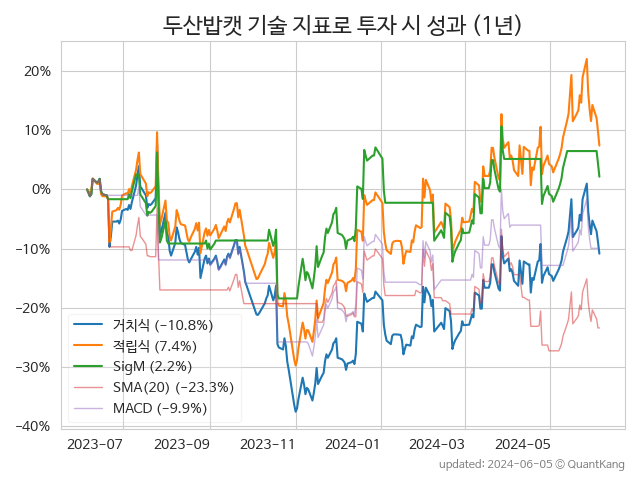 두산밥캣 기술 지표로 투자 시 성과 (1년)
20%
10%
0%
−10%
−20%
−30%
−40%
거치식 (−10.8%)
적립식 (7.4%)
SigM (2.2%)
SMA(20) (−23.3%)
MACD (−9.9%)
2023−07 2023−09 2023−11 2024−01 2024−03 2024−05
updated: 2024−06−05 © QuantKang